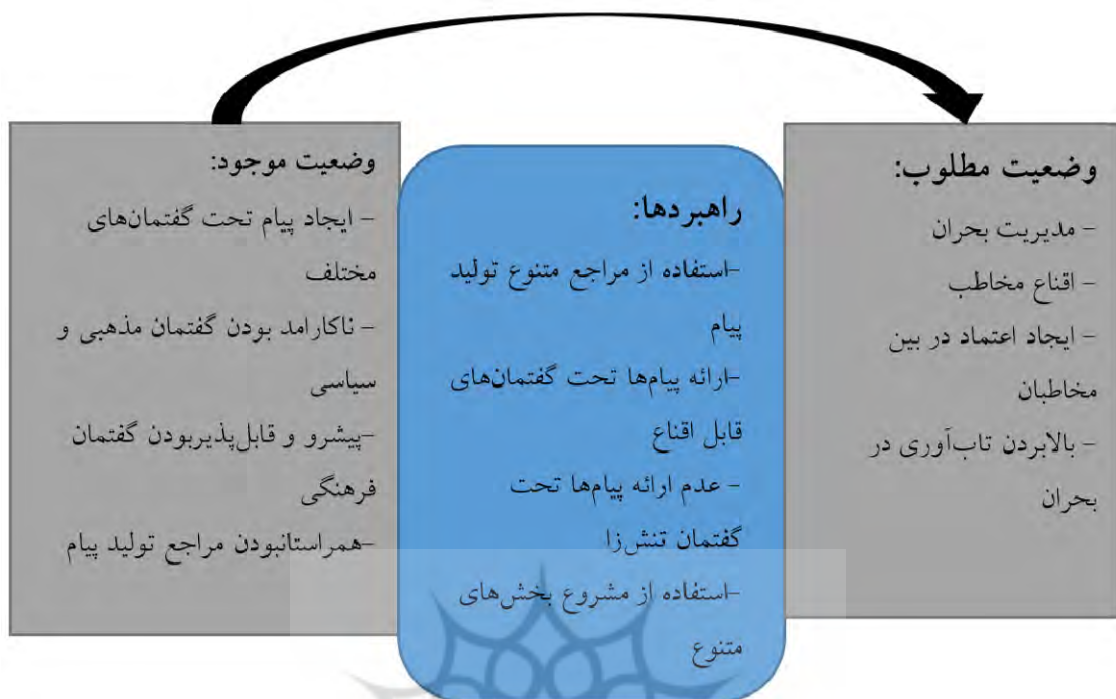 وضعیت موجود:
- ایجاد پیام تحت گفتمان‌های
مختلف
- ناکارامد بودن گفتمان مذهبی و
سیاسی
-پیشرو و قابل‌پذیربودن گفتمان
فرهنگی
-همراستانبودن مراجع تولید پیام
راهبردها:
-استفاده از مراجع متنوع تولید
پیام
-ارائه پیام‌ها تحت گفتمان‌های
قابل اقناع
- عدم ارائه پیام‌ها تحت
گفتمان تنش‌زا
-استفاده از مشروع بخش‌های
متنوع
وضعیت مطلوب:
- مدیریت بحران
- اقناع مخاطب
- ایجاد اعتماد در بین
مخاطبان
- بالابردن تاب‌آوری در
بحران